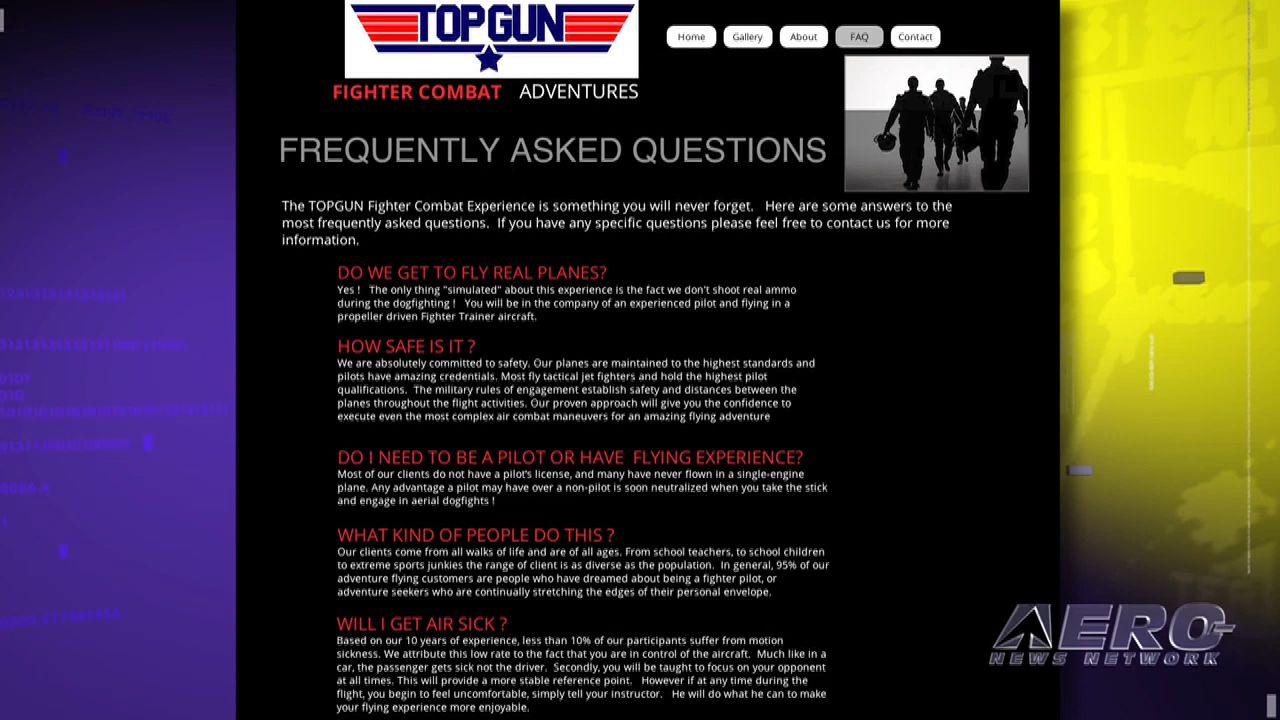 TOPGUN
Home
Gallery
About
FAQ
Contact
FIGHTER COMBAT ADVENTURES
FREQUENTLY ASKED QUESTIONS
The TOPGUN Fighter Combat Experience is something you will never forget. Here are some answers to the
most frequently asked questions. If you have any specific questions please feel free to contact us for more
information.
DO WE GET TO FLY REAL PLANES?
Yes ! The only thing "simulated" about this experience is the fact we don't shoot real ammo
during the dogfighting ! You will be in the company of an experienced pilot and flying in a
propeller driven Fighter Trainer aircraft.
HOW SAFE IS IT ?
We are absolutely committed to safety. Our planes are maintained to the highest standards and
pilots have amazing credentials. Most fly tactical jet fighters and hold the highest pilot
qualifications. The military rules of engagement establish safety and distances between the
planes throughout the flight activities. Our proven approach will give you the confidence to
execute even the most complex air combat maneuvers for an amazing flying adventure
DO I NEED TO BE A PILOT OR HAVE FLYING EXPERIENCE?
Most of our clients do not have a pilot's license, and many have never flown in a single-engine
plane. Any advantage a pilot may have over a non-pilot is soon neutralized when you take the stick
and engage in aerial dogfights !
WHAT KIND OF PEOPLE DO THIS ?
Our clients come from all walks of life and are of all ages. From school teachers, to school children
to extreme sports junkies the range of client is as diverse as the population. In general, 95% of our
adventure flying customers are people who have dreamed about being a fighter pilot, or
adventure seekers who are continually stretching the edges of their personal envelope.
WILL I GET AIR SICK ?
Based on our 10 years of experience, less than 10% of our participants suffer from motion
sickness. We attribute this low rate to the fact that you are in control of the aircraft. Much like in a
car, the passenger gets sick not the driver. Secondly, you will be taught to focus on your opponent
at all times. This will provide a more stable reference point. However if at any time during the
flight, you begin to feel uncomfortable, simply tell your instructor. He will do what he can to make
your flying experience more enjoyable.
AERO
NEWS NETWORK